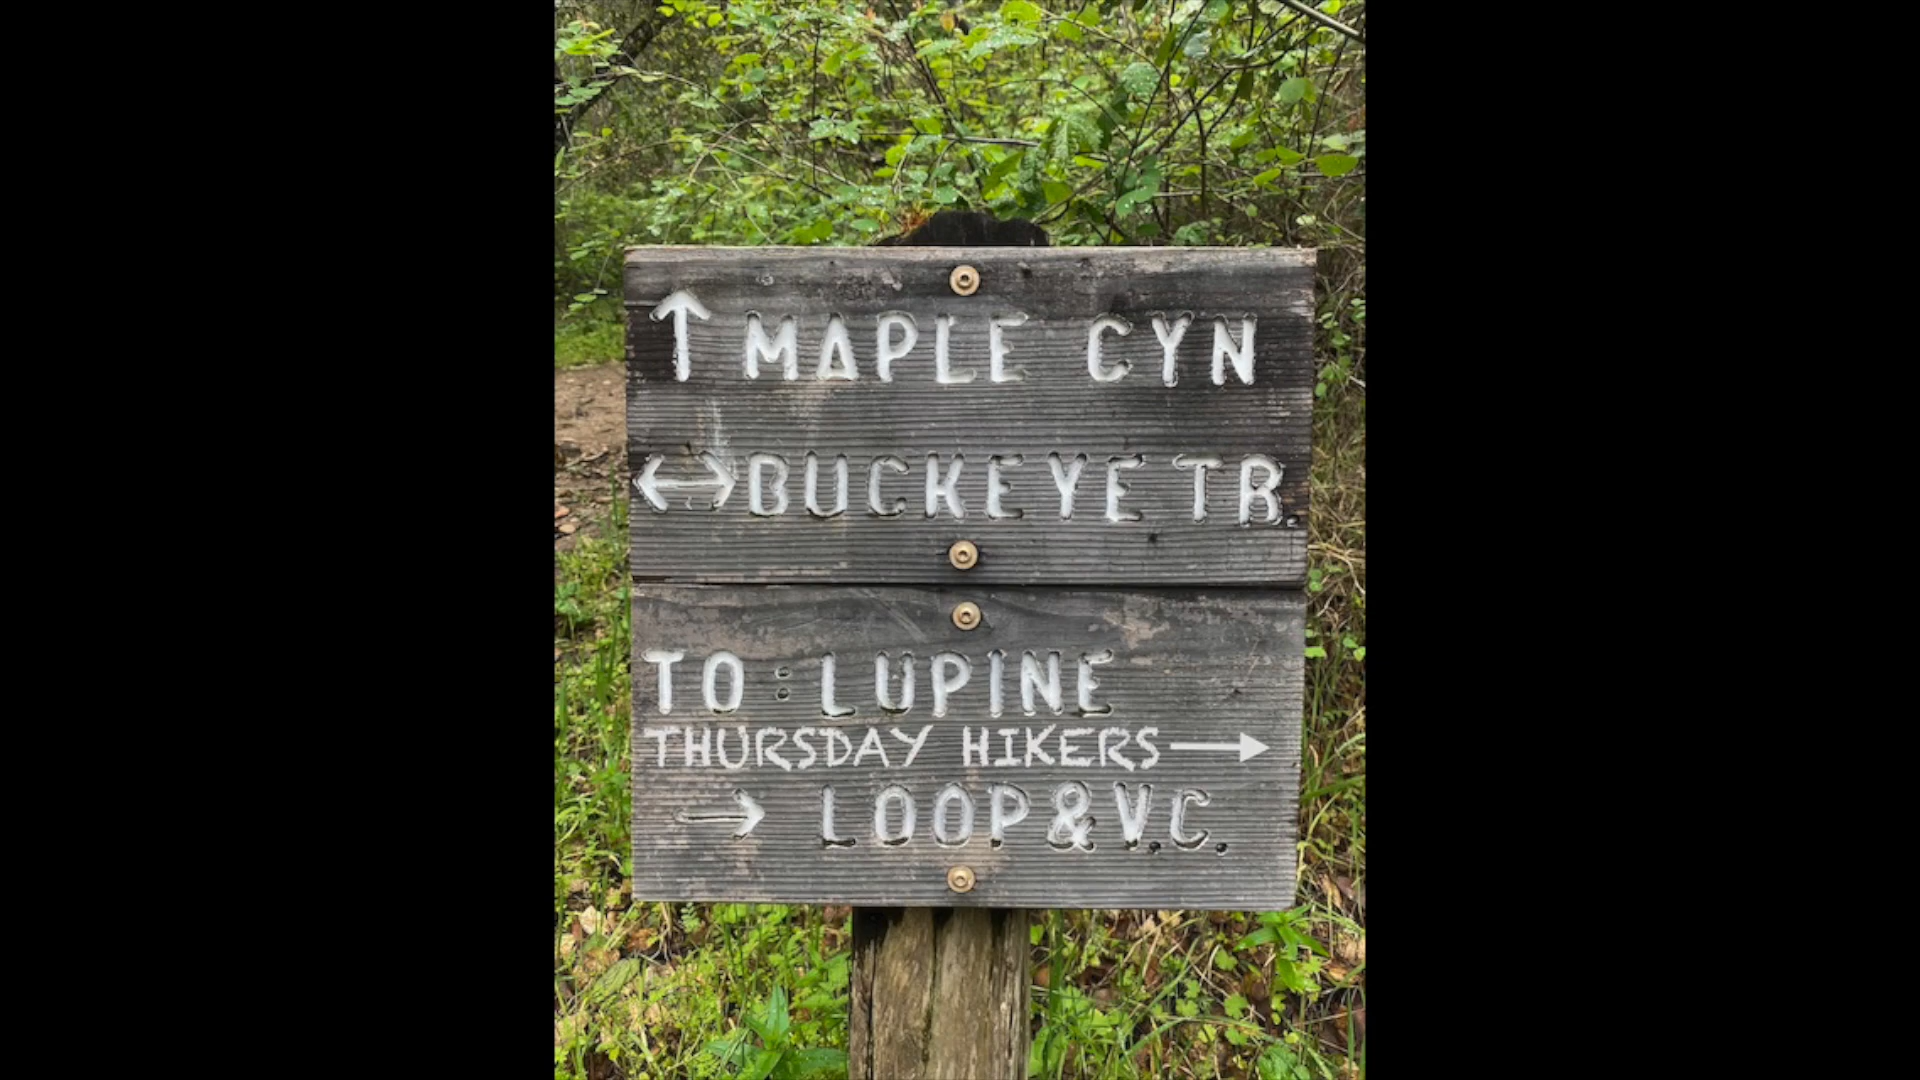 ↑ MAPLE CYN
↔ BUCKEYE TR.
TO: LUPINE
THURSDAY HIKERS →
→ LOOP & V.C.